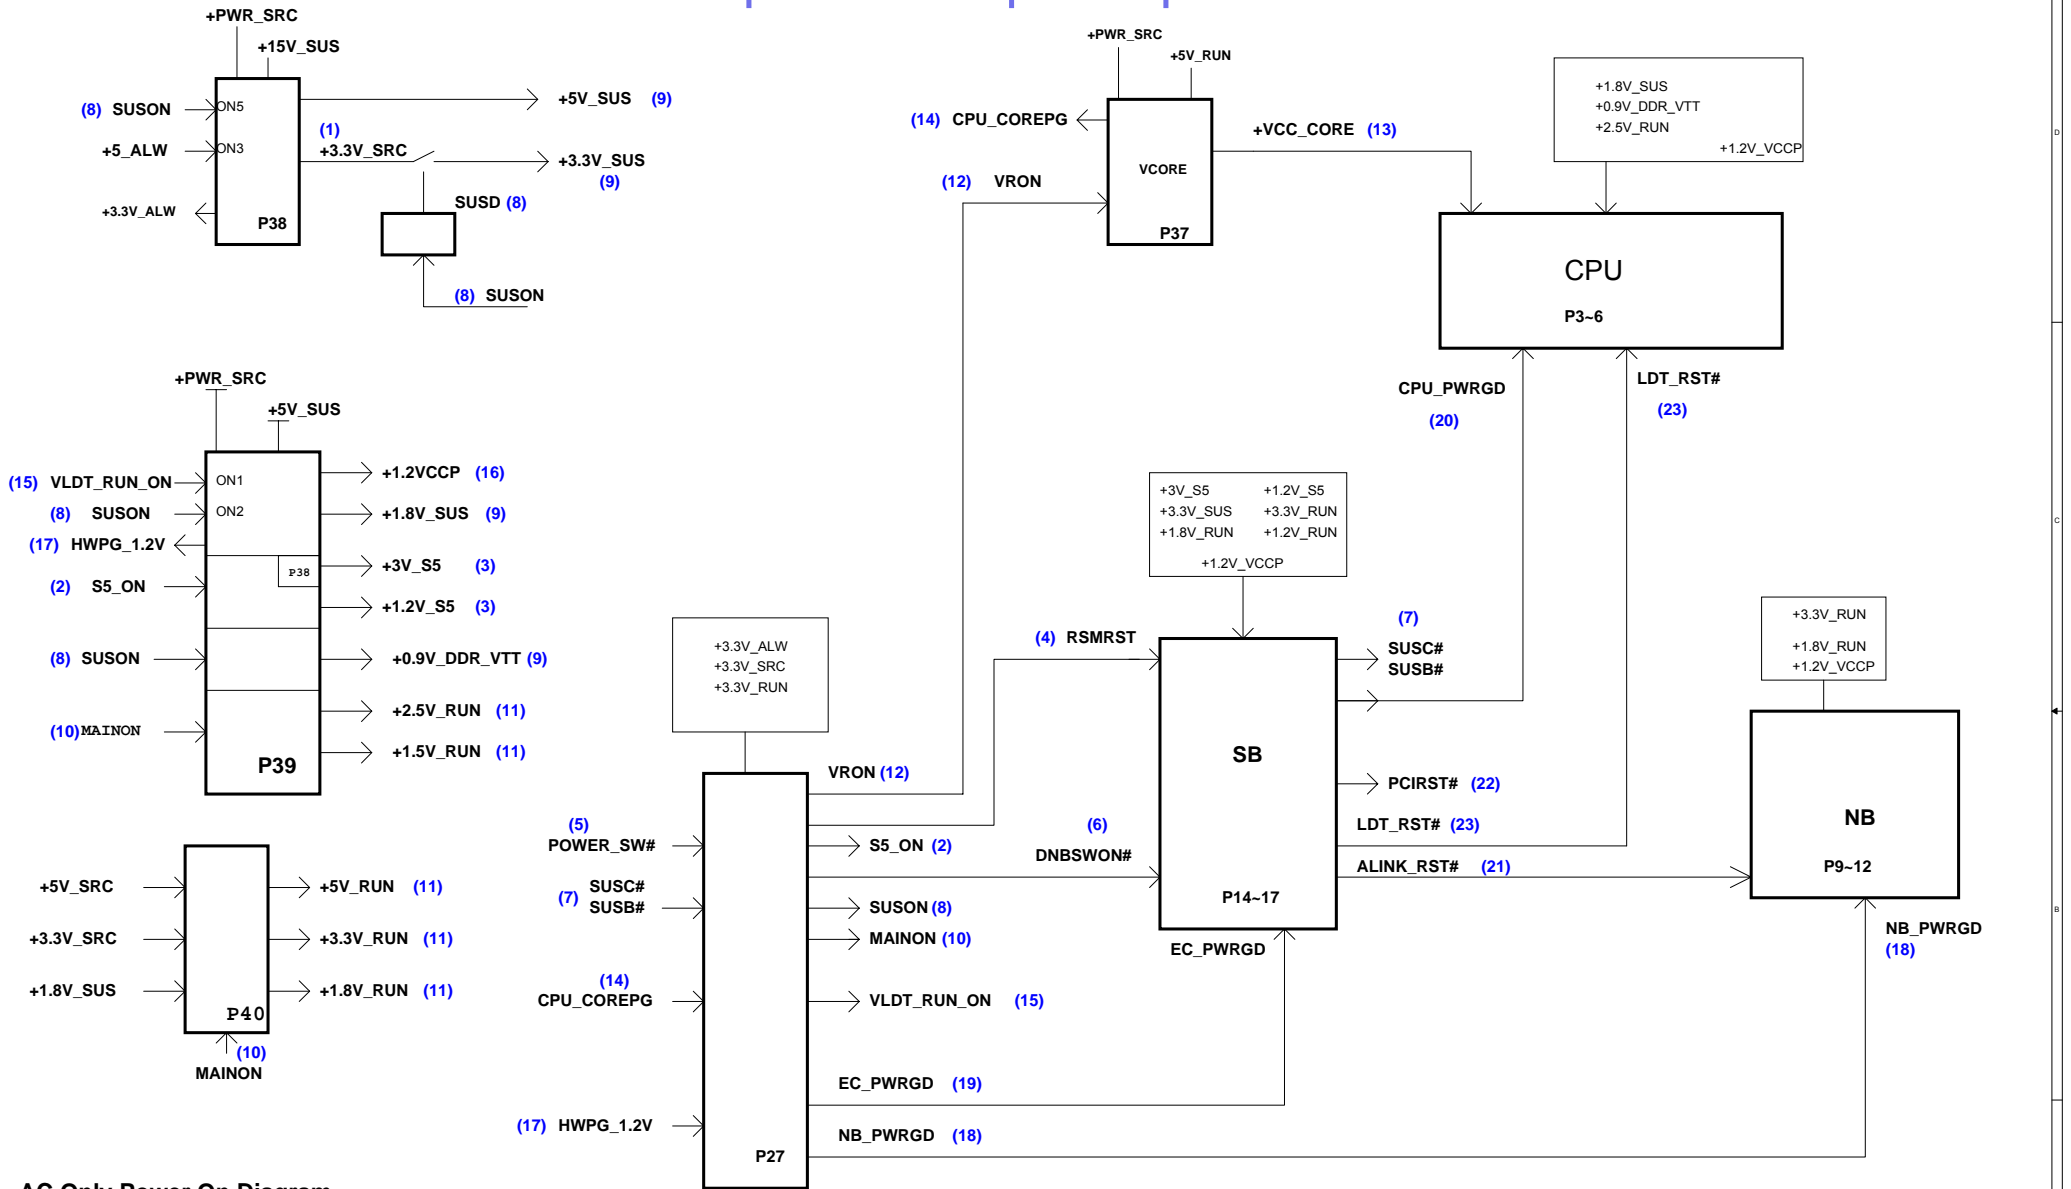 +PWR_SRC
+15V_SUS
(8) SUSON
ON5
+5V_SUS (9)
(1)
+5_ALW
ON3
+3.3V_SRC
+3.3V_SUS
(9)
+3.3V_ALW
P38
SUSD (8)
(8) SUSON
+PWR_SRC
+5V_RUN
(14) CPU_COREPG
+VCC_CORE (13)
VCORE
(12) VRON
P37
+1.8V_SUS
+0.9V_DDR_VTT
+2.5V_RUN
+1.2V_VCCP
CPU
P3~6
CPU_PWRGD
(20)
LDT_RST#
(23)
+PWR_SRC
+5V_SUS
(15) VLDT_RUN_ON
ON1
+1.2VCCP (16)
(8) SUSON
ON2
+1.8V_SUS (9)
(17) HWPG_1.2V
P38
+3V_S5 (3)
(2) S5_ON
+1.2V_S5 (3)
(8) SUSON
+0.9V_DDR_VTT (9)
+2.5V_RUN (11)
(10) MAINON
+1.5V_RUN (11)
P39
+5V_SRC
+5V_RUN (11)
+3.3V_SRC
+3.3V_RUN (11)
+1.8V_SUS
+1.8V_RUN (11)
P40
(10)
MAINON
+3.3V_ALW
+3.3V_SRC
+3.3V_RUN
VRON (12)
(5)
POWER_SW#
S5_ON (2)
SUSC#
(7) SUSB#
SUSON (8)
MAINON (10)
(14)
CPU_COREPG
VLDT_RUN_ON (15)
EC_PWRGD (19)
(17) HWPG_1.2V
NB_PWRGD (18)
P27
+3V_S5 +1.2V_S5
+3.3V_SUS +3.3V_RUN
+1.8V_RUN +1.2V_RUN
+1.2V_VCCP
(4) RSMRST
(7)
SUSC#
SUSB#
SB
PCIRST# (22)
(6)
DNBSWON#
LDT_RST# (23)
ALINK_RST# (21)
P14~17
EC_PWRGD
+3.3V_RUN
+1.8V_RUN
+1.2V_VCCP
NB
P9~12
NB_PWRGD
(18)
D
C
B
AC Only Power On Diagram